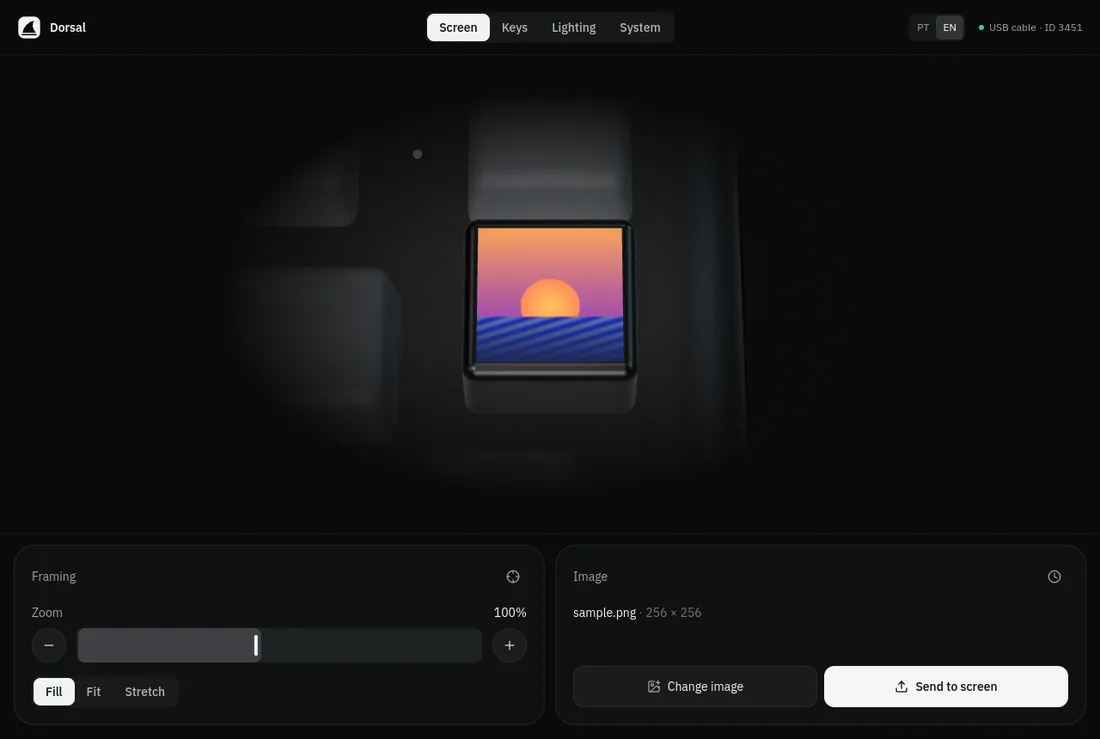 Dorsal
Screen Keys Lighting System
PT EN
USB cable · ID 3451
Framing
Zoom 100%
Fill Fit Stretch
Image
sample.png · 256 × 256
Change image
Send to screen